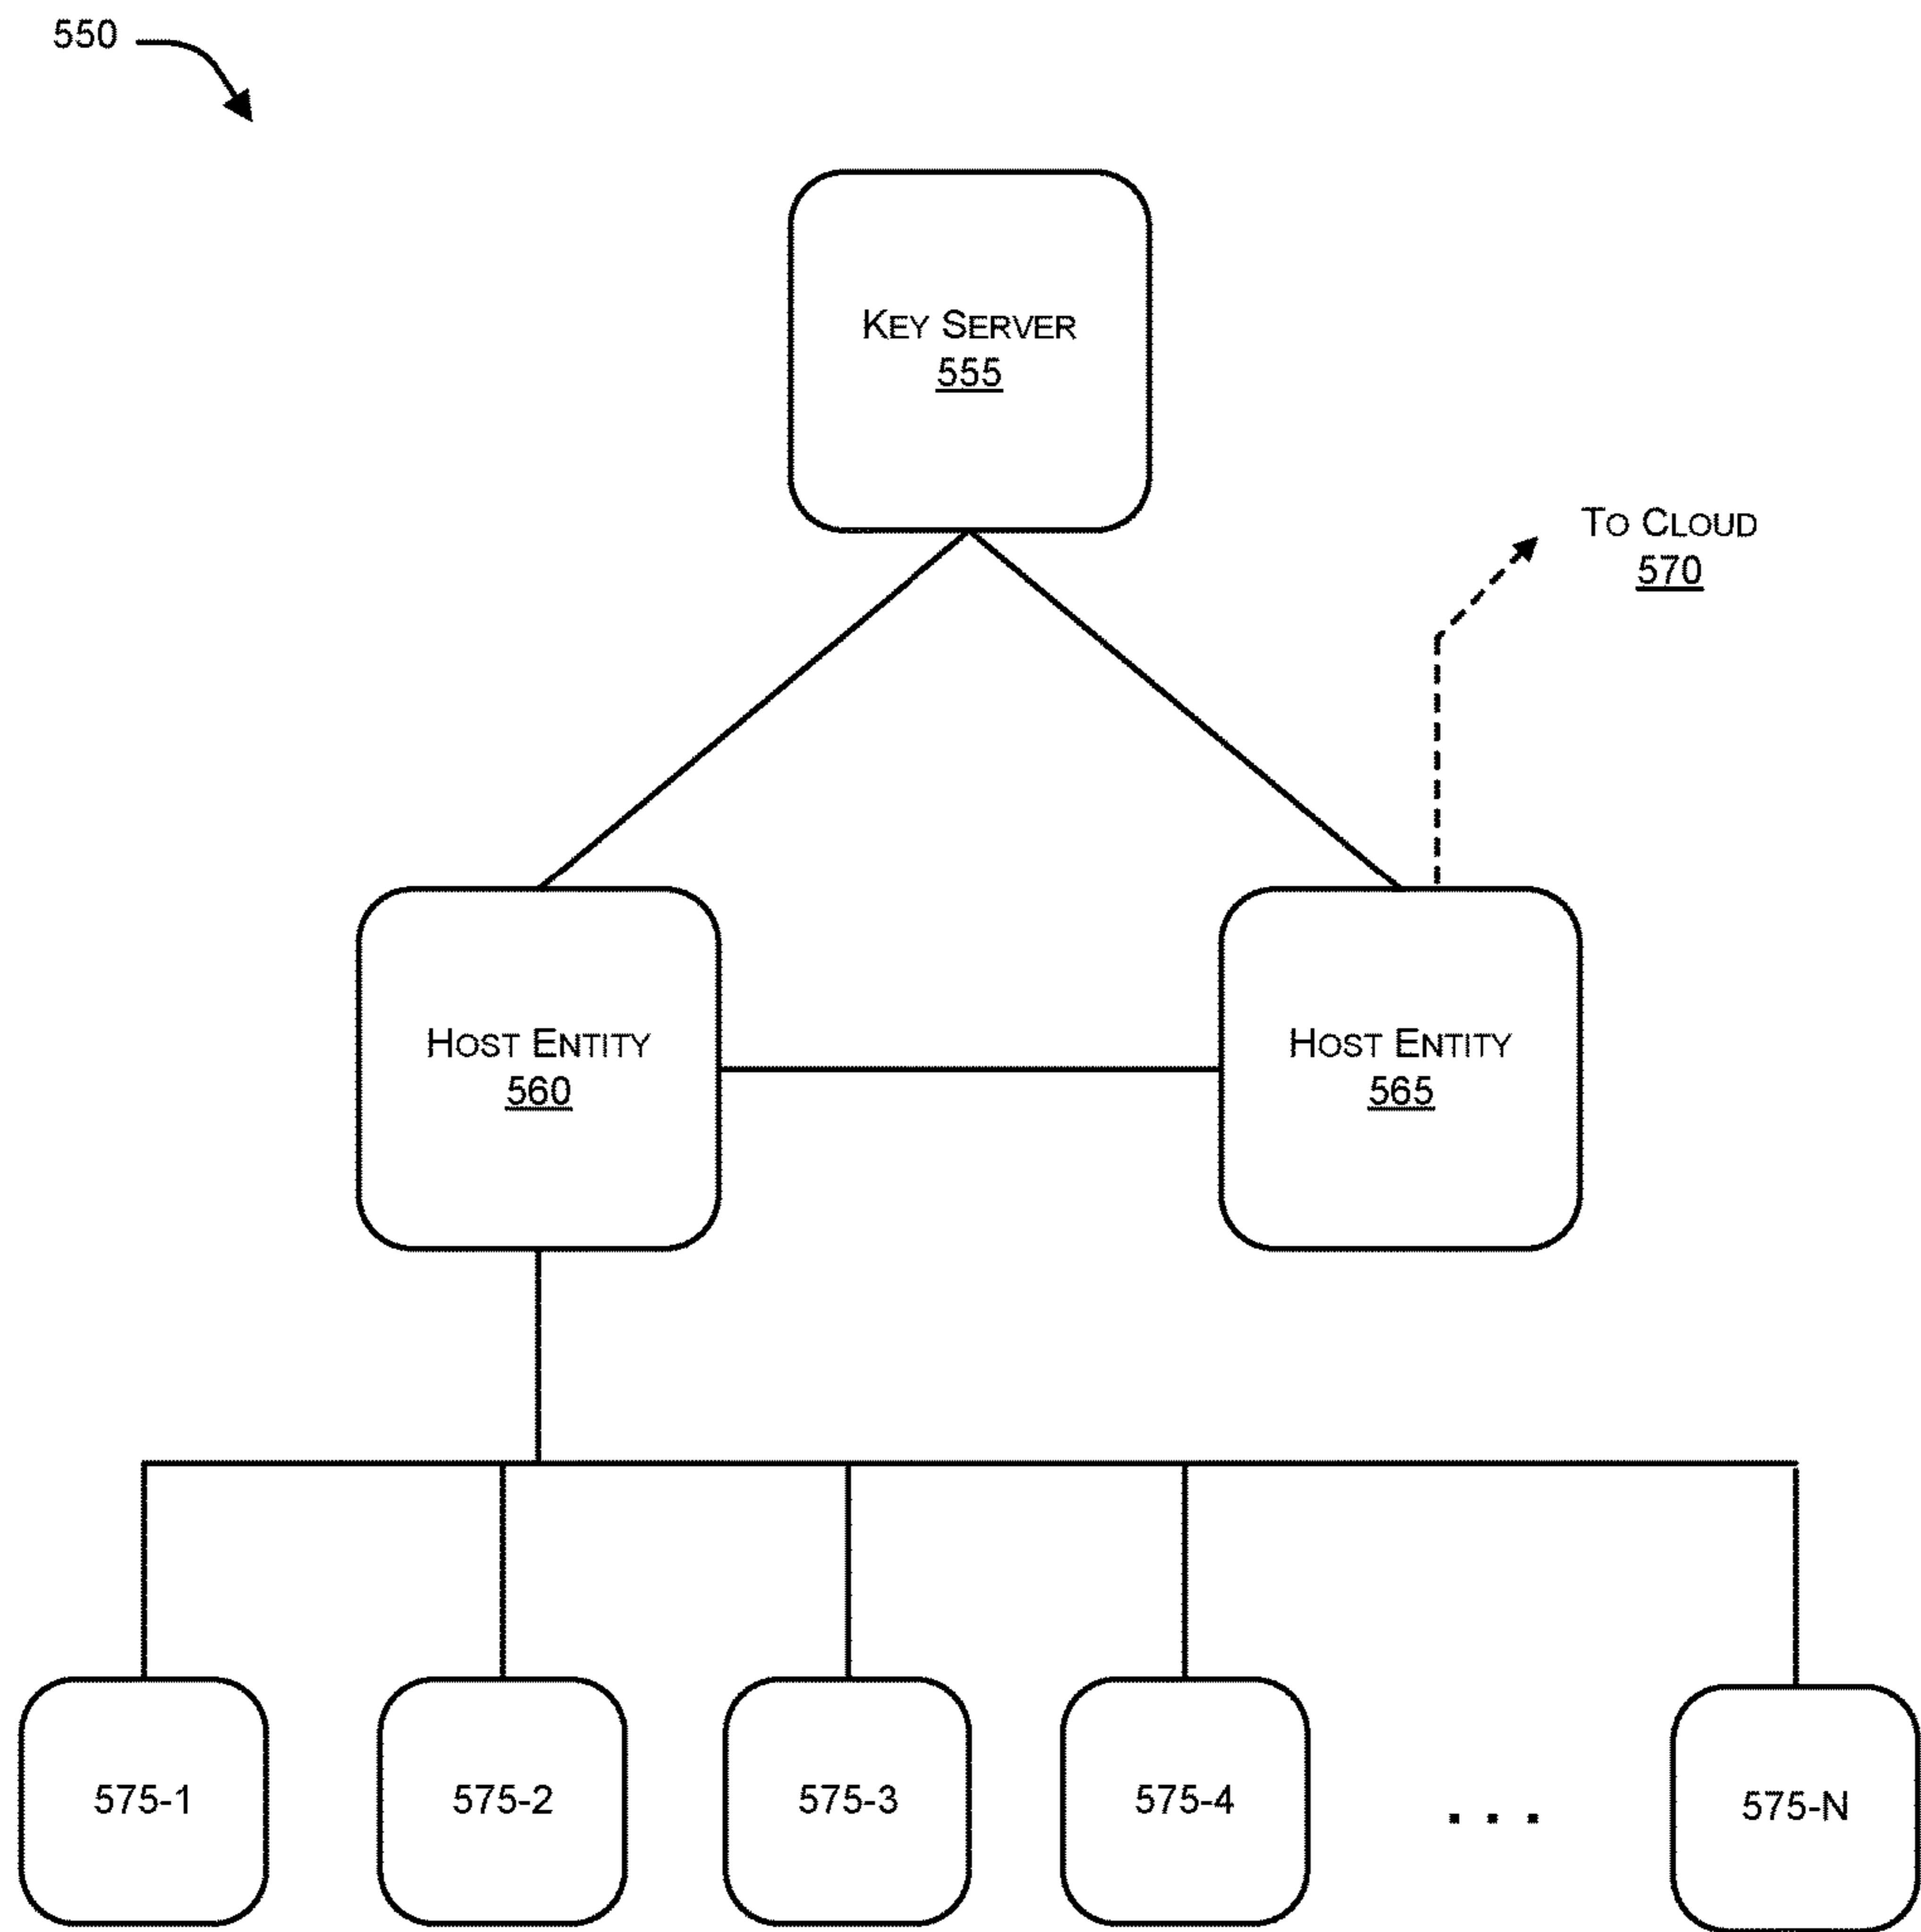 550
KEY SERVER
555
TO CLOUD
570
HOST ENTITY
560
HOST ENTITY
565
575-1
575-2
575-3
575-4
. . .
575-N